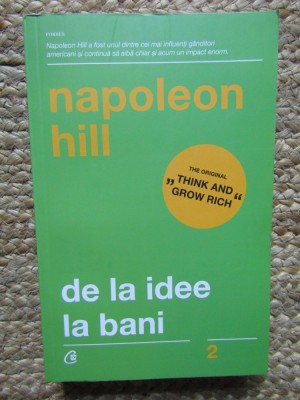 FORBES
Napoleon Hill a fost unul dintre cei mai influenți gânditori
americani și continuă să aibă chiar și acum un impact enorm.
napoleon
hill
THE ORIGINAL
„THINK AND
GROW RICH“
de la idee
la bani
2